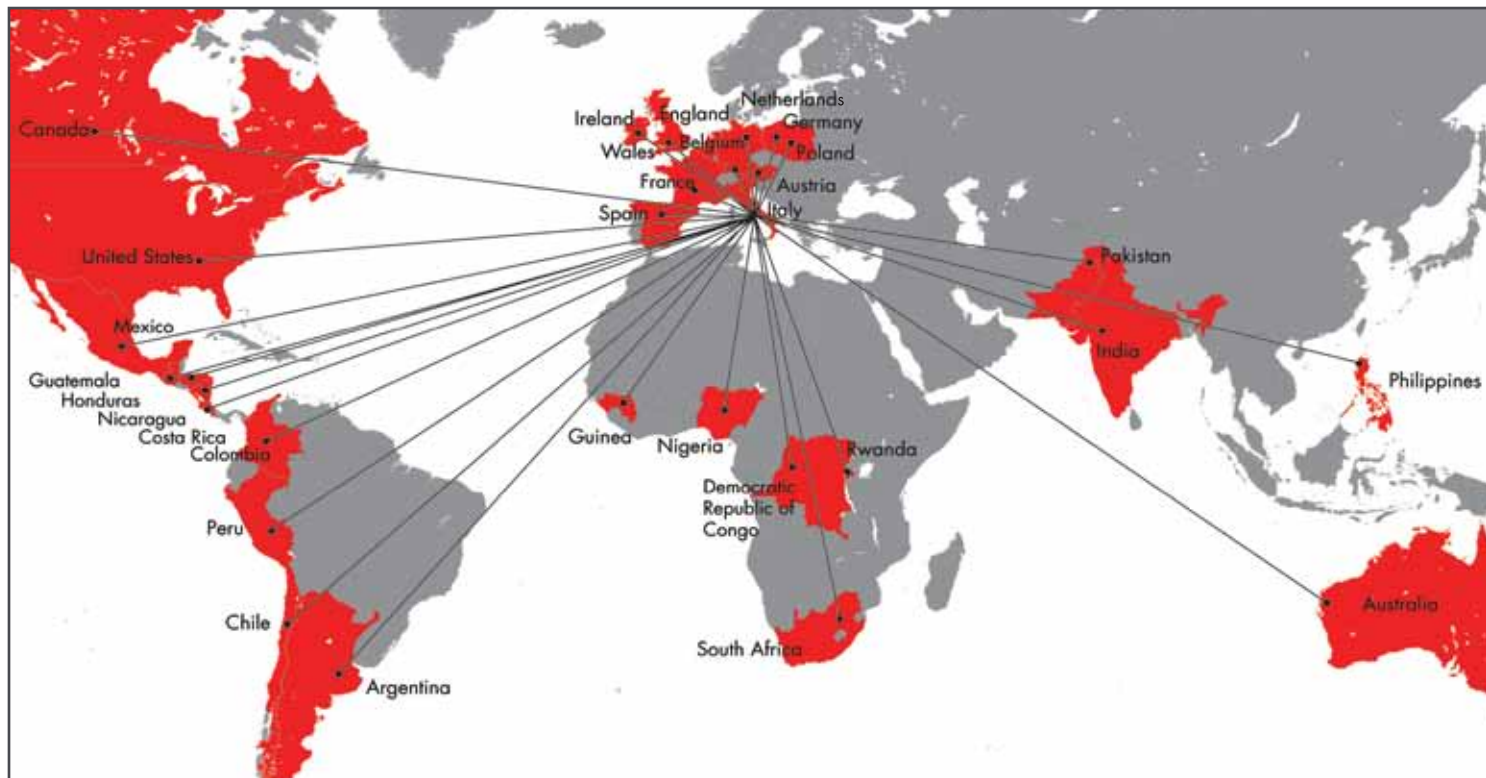 Canada
United States
Mexico
Guatemala
Honduras
Nicaragua
Costa Rica
Colombia
Peru
Chile
Argentina
Ireland
England
Wales
Netherlands
Belgium
Germany
Poland
France
Austria
Spain
Italy
Guinea
Nigeria
Rwanda
Democratic
Republic of
Congo
South Africa
Pakistan
India
Philippines
Australia